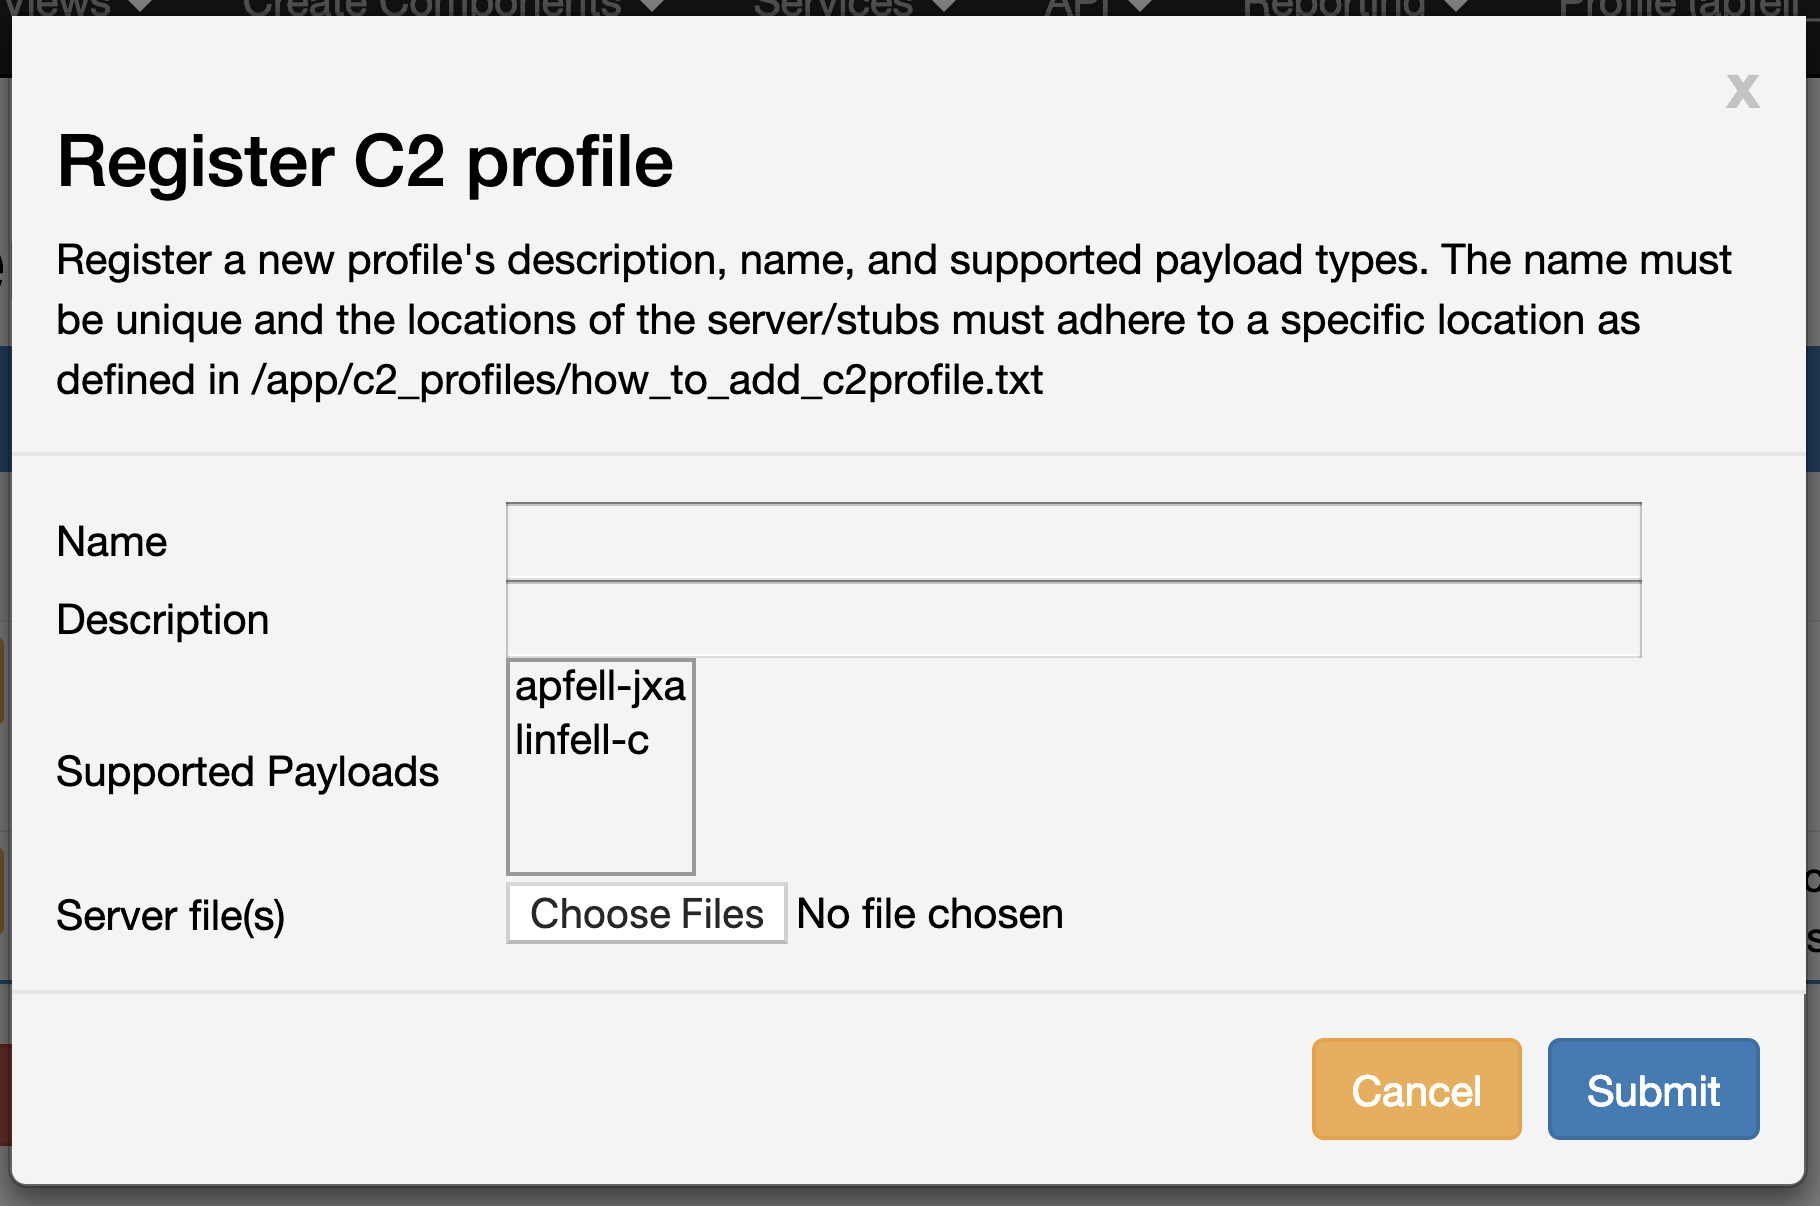 Views Create Components Services API Reporting Profile (apfell
x
Register C2 profile
Register a new profile's description, name, and supported payload types. The name must
be unique and the locations of the server/stubs must adhere to a specific location as
defined in /app/c2_profiles/how_to_add_c2profile.txt
Name
Description
apfell-jxa
linfell-c
Supported Payloads
Server file(s) Choose Files No file chosen
Cancel Submit